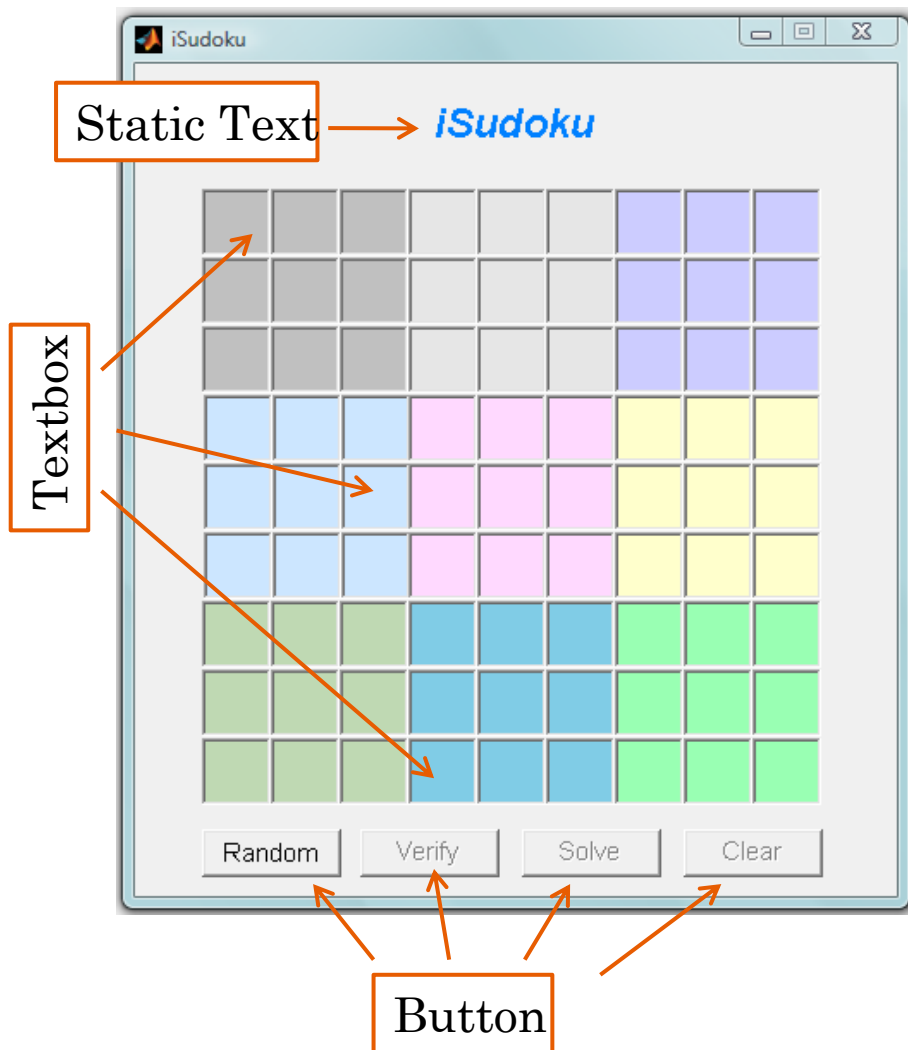 iSudoku
Static Text
iSudoku
Textbox
Random
Verify
Solve
Clear
Button